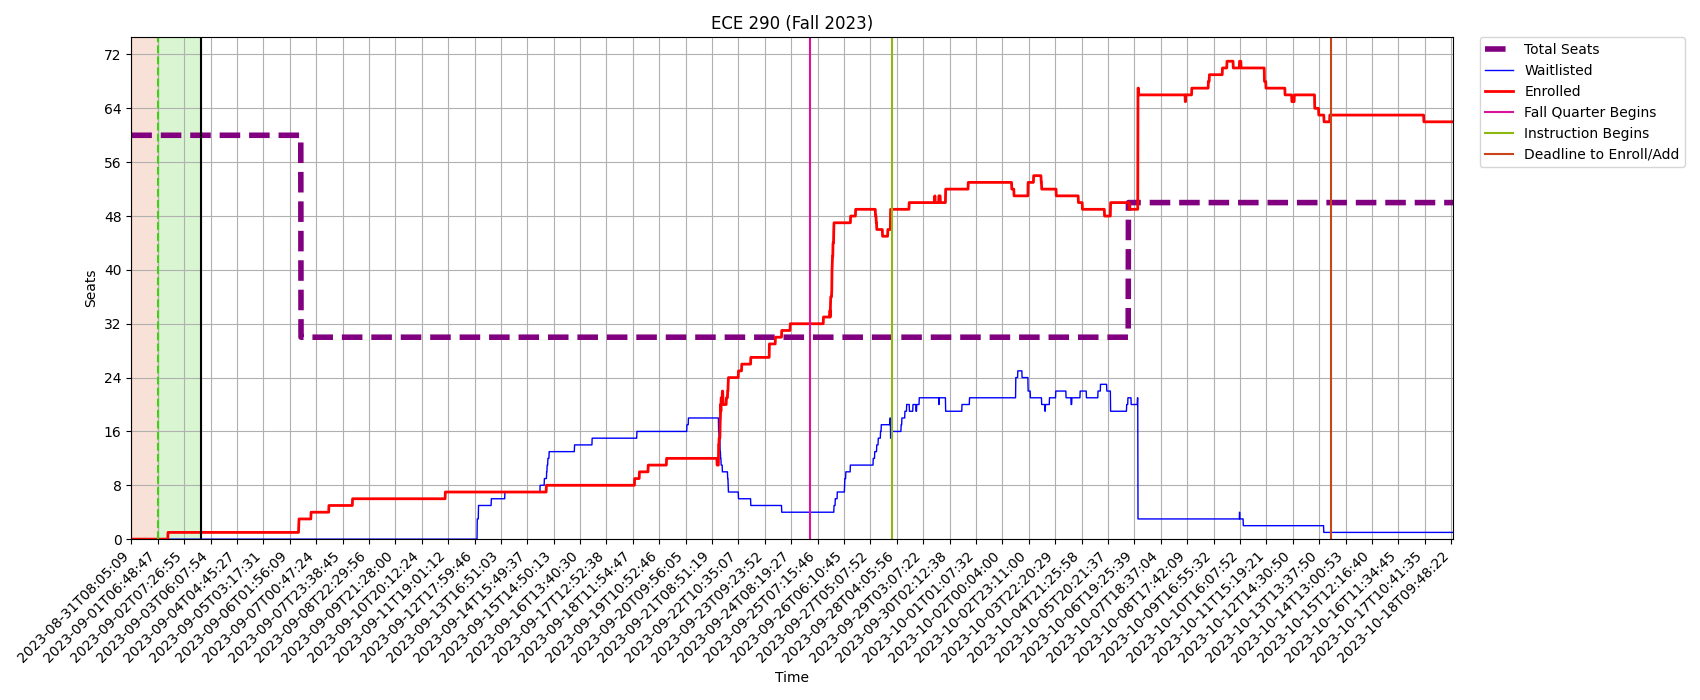 ECE 290 (Fall 2023)
Total Seats
Waitlisted
Enrolled
Fall Quarter Begins
Instruction Begins
Deadline to Enroll/Add
Seats
72
64
56
48
40
32
24
16
8
0
2023-08-31T08:05:09
2023-09-01T06:48:47
2023-09-02T07:26:55
2023-09-03T06:07:54
2023-09-04T04:45:27
2023-09-05T03:17:31
2023-09-06T01:56:09
2023-09-07T00:47:24
2023-09-07T23:38:45
2023-09-08T22:29:56
2023-09-09T21:28:00
2023-09-10T20:12:24
2023-09-11T19:01:12
2023-09-12T17:59:46
2023-09-13T16:51:03
2023-09-14T15:49:37
2023-09-15T14:50:13
2023-09-16T13:40:30
2023-09-17T12:52:38
2023-09-18T11:54:47
2023-09-19T10:52:46
2023-09-20T09:56:05
2023-09-21T08:51:19
2023-09-22T10:35:07
2023-09-23T09:23:52
2023-09-24T08:19:27
2023-09-25T07:15:46
2023-09-26T06:10:45
2023-09-27T05:07:52
2023-09-28T04:05:56
2023-09-29T03:07:22
2023-09-30T02:12:38
2023-10-01T01:07:32
2023-10-02T00:04:00
2023-10-02T23:11:00
2023-10-03T22:20:29
2023-10-04T21:25:58
2023-10-05T20:21:37
2023-10-06T19:25:39
2023-10-07T18:37:04
2023-10-08T17:42:09
2023-10-09T16:55:32
2023-10-10T16:07:52
2023-10-11T15:19:21
2023-10-12T14:30:50
2023-10-13T13:37:50
2023-10-14T13:00:53
2023-10-15T12:16:40
2023-10-16T11:34:45
2023-10-17T10:41:35
2023-10-18T09:48:22
Time